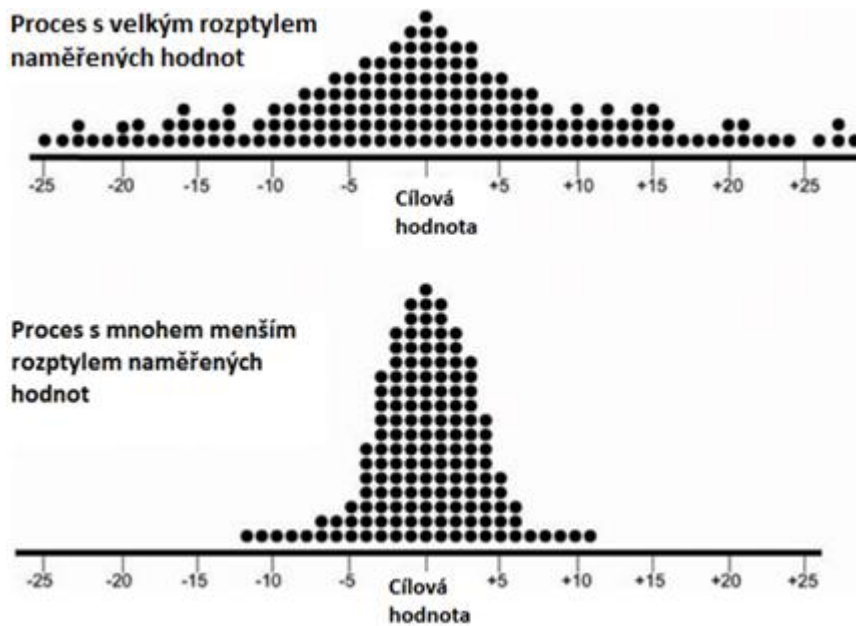 Proces s velkým rozptylem
naměřených hodnot
-25 -20 -15 -10 -5 +5 +10 +15 +20 +25
Cílová
hodnota
Proces s mnohem menším
rozptylem naměřených
hodnot
-25 -20 -15 -10 -5 +5 +10 +15 +20 +25
Cílová
hodnota